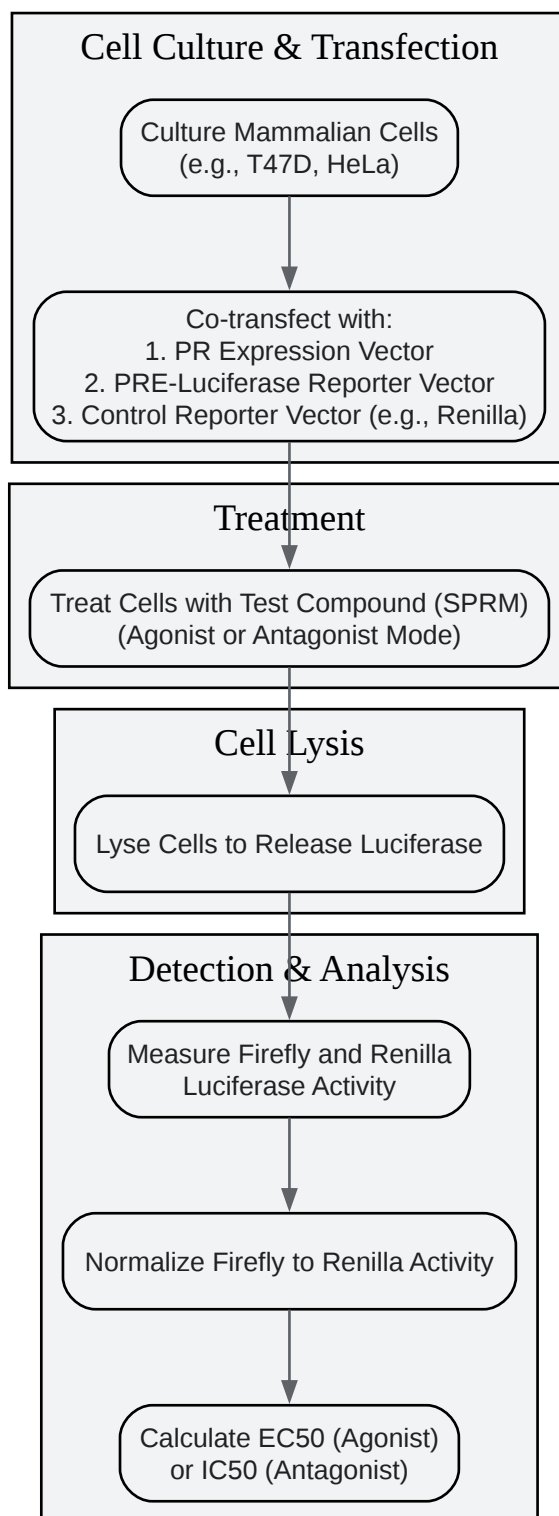 Cell Culture & Transfection
Culture Mammalian Cells
(e.g., T47D, HeLa)
Co-transfect with:
1. PR Expression Vector
2. PRE-Luciferase Reporter Vector
3. Control Reporter Vector (e.g., Renilla)
Treatment
Treat Cells with Test Compound (SPRM)
(Agonist or Antagonist Mode)
Cell Lysis
Lyse Cells to Release Luciferase
Detection & Analysis
Measure Firefly and Renilla
Luciferase Activity
Normalize Firefly to Renilla Activity
Calculate EC50 (Agonist)
or IC50 (Antagonist)